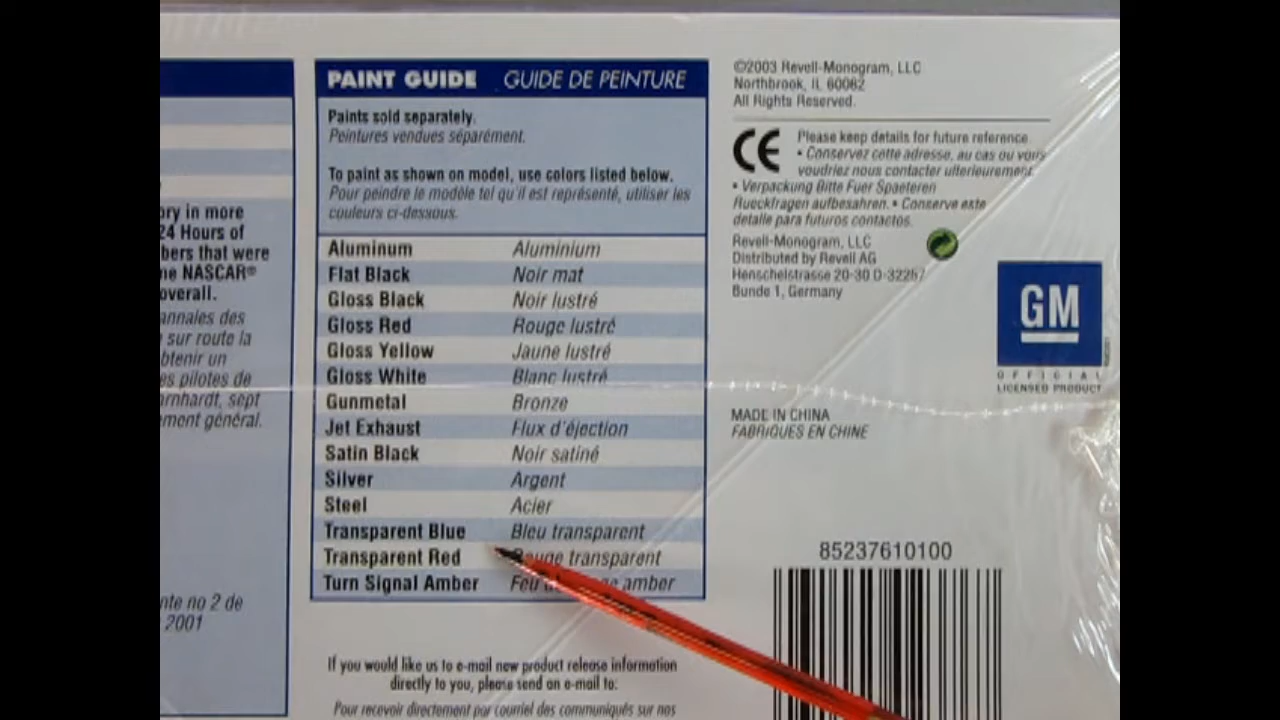 ory in more
24 Hours of
bers that were
ne NASCAR®
overall.
annales des
sur route la
btenir un
es pilotes de
arnhardt, sept
ment général.
nte no 2 de
2001
PAINT GUIDE GUIDE DE PEINTURE
Paints sold separately.
Peintures vendues séparément.
To paint as shown on model, use colors listed below.
Pour peindre le modèle tel qu'il est représenté, utiliser les
couleurs ci-dessous.
Aluminum Aluminium
Flat Black Noir mat
Gloss Black Noir lustré
Gloss Red Rouge lustré
Gloss Yellow Jaune lustré
Gloss White Blanc lustré
Gunmetal Bronze
Jet Exhaust Flux d'éjection
Satin Black Noir satiné
Silver Argent
Steel Acier
Transparent Blue Bleu transparent
Transparent Red Rouge transparent
Turn Signal Amber Feu amber
If you would like us to e-mail new product release information
directly to you, please send an e-mail to:
Pour recevoir directement par courriel des communiqués sur nos
©2003 Revell-Monogram, LLC
Northbrook, IL 60062
All Rights Reserved.
CE Please keep details for future reference.
• Conservez cette adresse, au cas ou vous
voudriez nous contacter ulterieurement.
• Verpackung Bitte Fuer Spaeteren
Rueckfragen aufbesahren. • Conserve este
detalle para futuros contactos.
Revell-Monogram, LLC
Distributed by Revell AG
Henschelstrasse 20-30 D-32257
Bunde 1, Germany
GM
OFFICIAL
LICENSED PRODUCT
MADE IN CHINA
FABRIQUES EN CHINE
85237610100